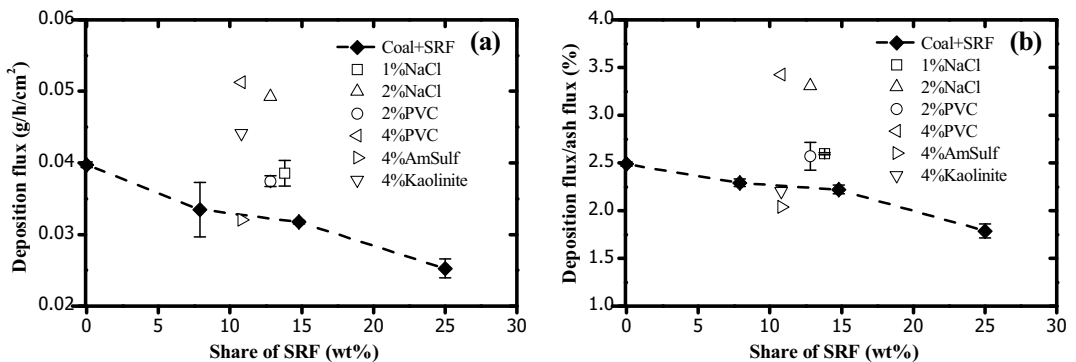 0.06
0.05
0.04
0.03
0.02
Deposition flux (g/h/cm²)
0 5 10 15 20 25 30
Share of SRF (wt%)
(a)
Coal+SRF
1%NaCl
2%NaCl
2%PVC
4%PVC
4%AmSulf
4%Kaolinite
4.0
3.5
3.0
2.5
2.0
1.5
1.0
Deposition flux/ash flux (%)
0 5 10 15 20 25 30
Share of SRF (wt%)
(b)
Coal+SRF
1%NaCl
2%NaCl
2%PVC
4%PVC
4%AmSulf
4%Kaolinite